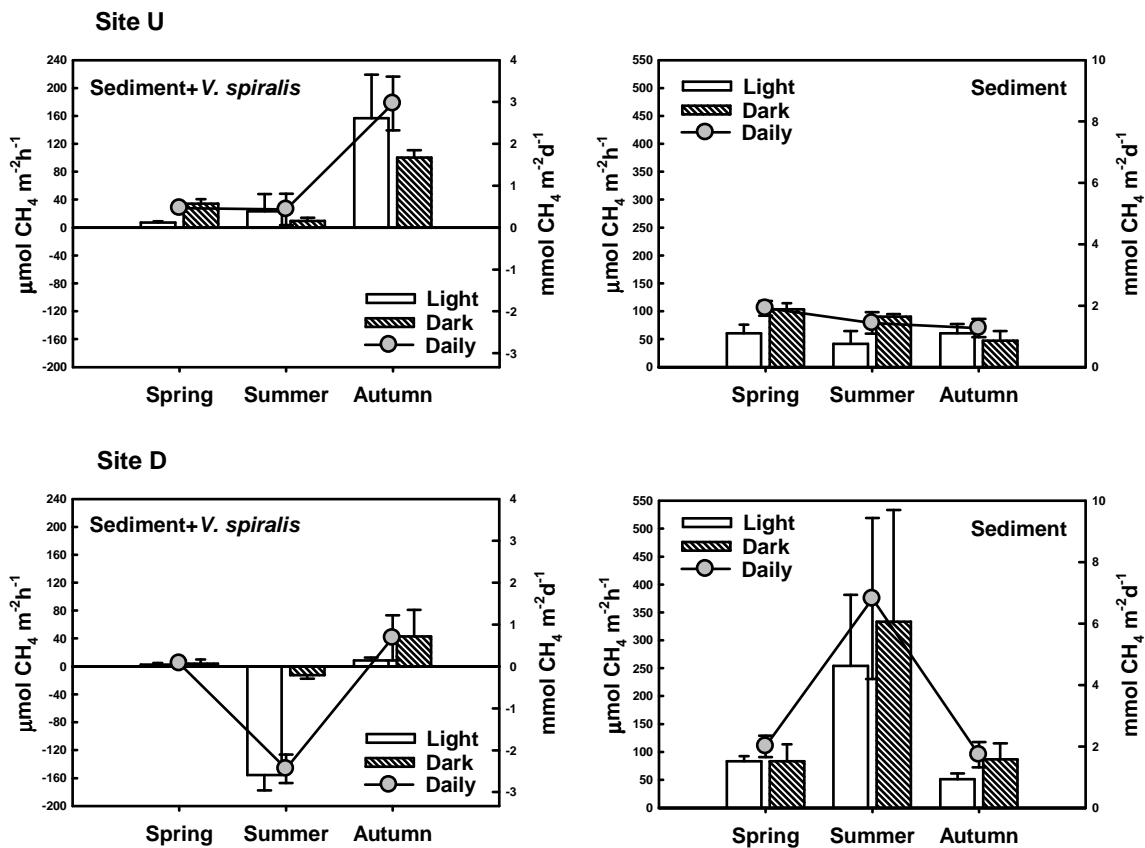 Site U
Sediment+V. spiralis
μmol CH4 m-2h-1
240
200
160
120
80
40
0
-40
-80
-120
-160
-200
4
3
2
1
0
-1
-2
-3
mmol CH4 m-2d-1
Light
Dark
Daily
Spring Summer Autumn
Sediment
μmol CH4 m-2h-1
550
500
450
400
350
300
250
200
150
100
50
0
10
8
6
4
2
0
mmol CH4 m-2d-1
Light
Dark
Daily
Spring Summer Autumn
Site D
Sediment+V. spiralis
μmol CH4 m-2h-1
240
200
160
120
80
40
0
-40
-80
-120
-160
-200
4
3
2
1
0
-1
-2
-3
mmol CH4 m-2d-1
Light
Dark
Daily
Spring Summer Autumn
Sediment
μmol CH4 m-2h-1
550
500
450
400
350
300
250
200
150
100
50
0
10
8
6
4
2
0
mmol CH4 m-2d-1
Light
Dark
Daily
Spring Summer Autumn